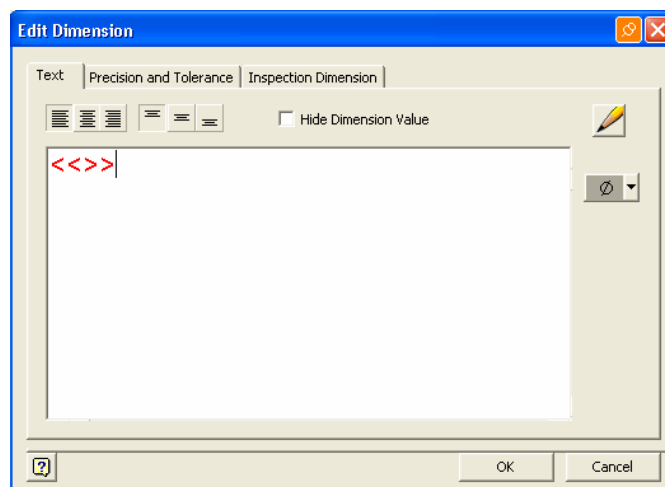 Edit Dimension
Text Precision and Tolerance Inspection Dimension
Hide Dimension Value
<<>>
Ø
OK Cancel